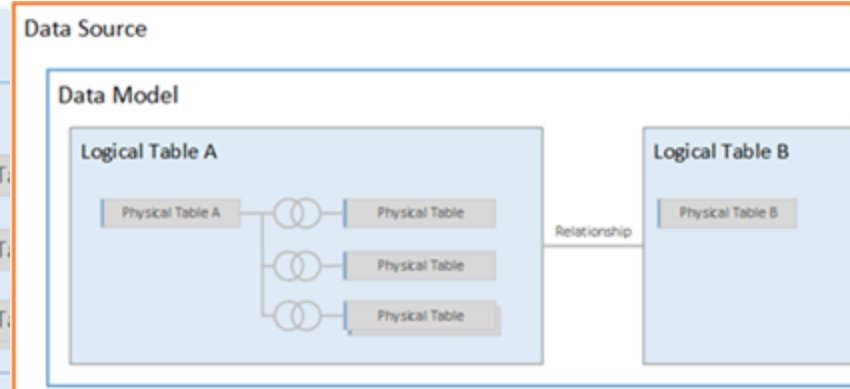 Data Source
Data Model
Logical Table A
Logical Table B
Physical Table A
Physical Table
Physical Table B
Relationship
Physical Table
Physical Table